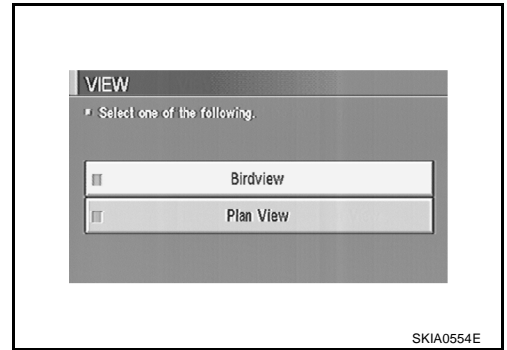 VIEW
Select one of the following.
Birdview
Plan View
SKIA0554E